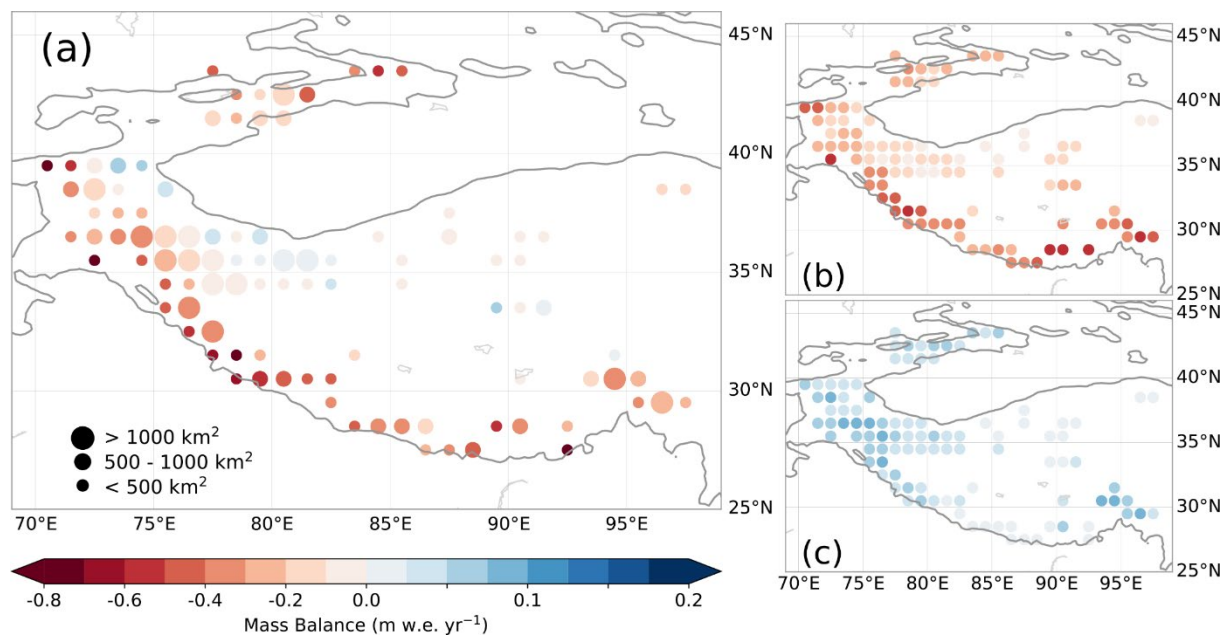 (a)
45°N
40°N
35°N
30°N
25°N
> 1000 km²
500 - 1000 km²
< 500 km²
70°E 75°E 80°E 85°E 90°E 95°E
-0.8 -0.6 -0.4 -0.2 0.0 0.1 0.2
Mass Balance (m w.e. yr⁻¹)
(b)
45°N
40°N
35°N
30°N
25°N
(c)
45°N
40°N
35°N
30°N
25°N
70°E 75°E 80°E 85°E 90°E 95°E